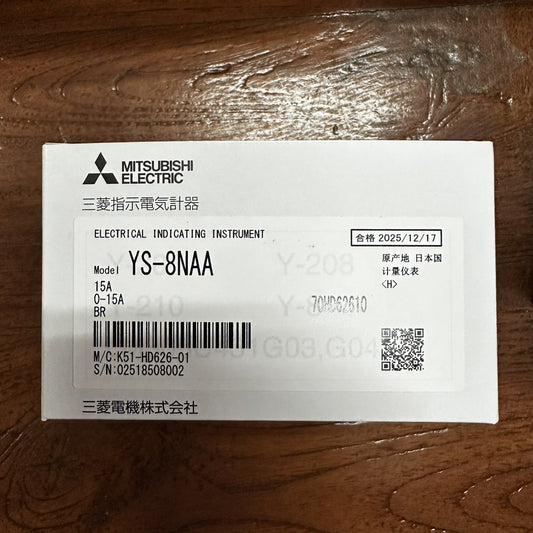 MITSUBISHI
ELECTRIC
三菱指示電気計器
ELECTRICAL INDICATING INSTRUMENT
合格 2025/12/17
Model YS-8NAA
Y-208
原产地 日本国
计量仪表
<H>
15A
0-15A
BR
Y-210
70HD62610
G03,G04
M/C:K51-HD626-01
S/N:02518508002
三菱電機株式会社